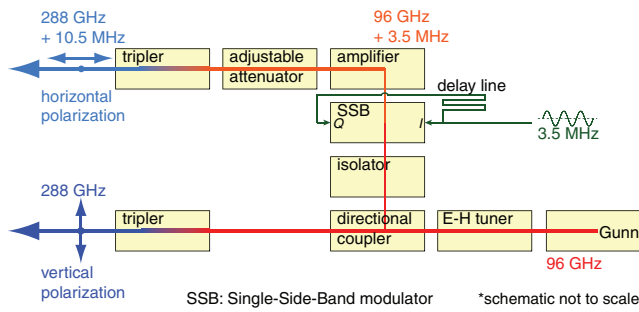 288 GHz
+ 10.5 MHz
96 GHz
+ 3.5 MHz
tripler
adjustable
attenuator
amplifier
delay line
horizontal
polarization
SSB
Q
I
3.5 MHz
isolator
288 GHz
tripler
directional
coupler
E-H tuner
Gunn
96 GHz
vertical
polarization
SSB: Single-Side-Band modulator
*schematic not to scale